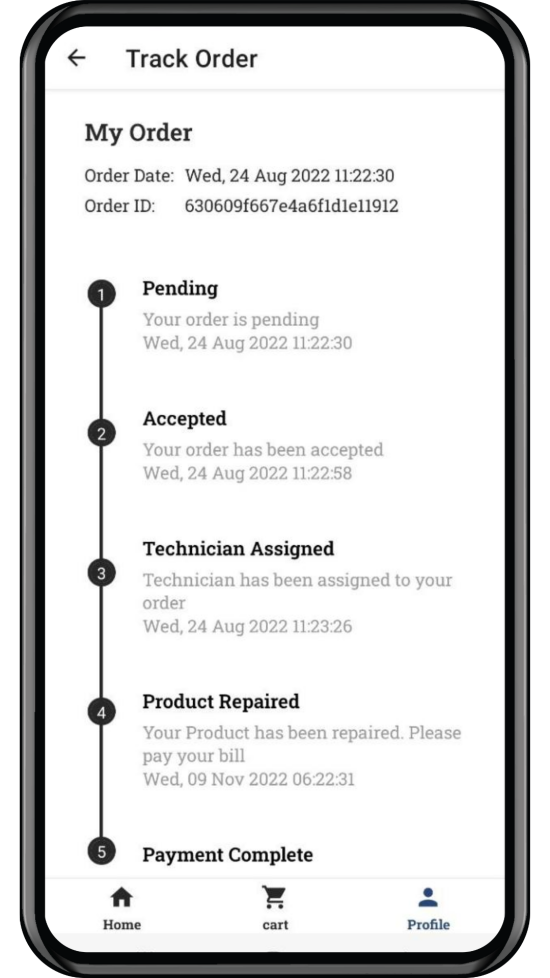 Track Order
My Order
Order Date: Wed, 24 Aug 2022 11:22:30
Order ID: 630609f667e4a6f1d1e11912
1
Pending
Your order is pending
Wed, 24 Aug 2022 11:22:30
2
Accepted
Your order has been accepted
Wed, 24 Aug 2022 11:22:58
3
Technician Assigned
Technician has been assigned to your
order
Wed, 24 Aug 2022 11:23:26
4
Product Repaired
Your Product has been repaired. Please
pay your bill
Wed, 09 Nov 2022 06:22:31
5
Payment Complete
Home cart Profile